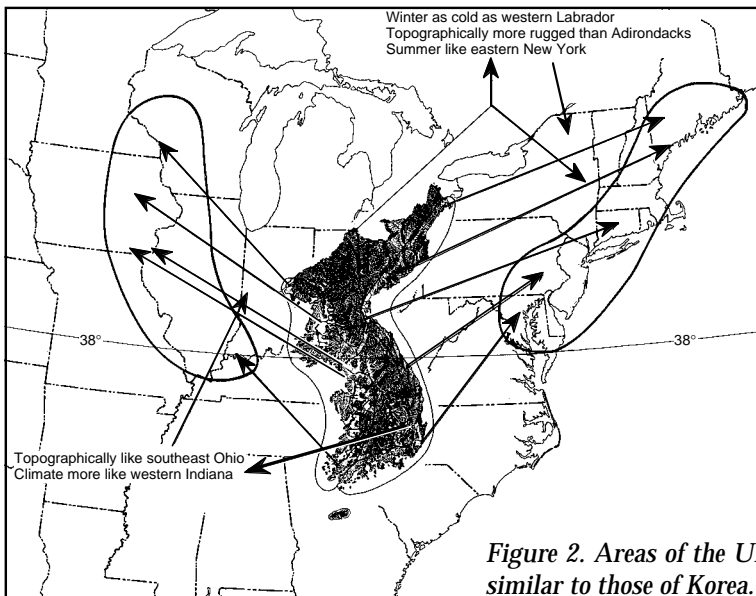 Winter as cold as western Labrador
Topographically more rugged than Adirondacks
Summer like eastern New York
38°
38°
Topographically like southeast Ohio
Climate more like western Indiana
Figure 2. Areas of the
similar to those of Korea.